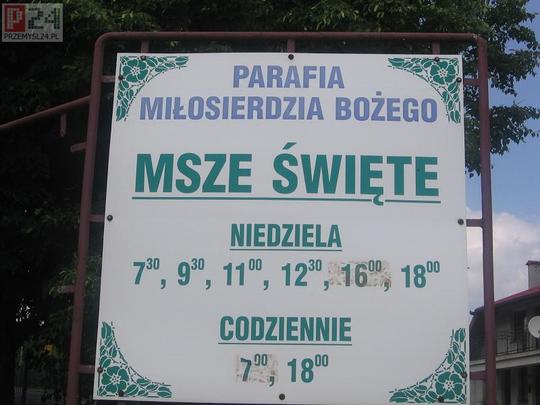 P24
PRZEMYSL24.PL
PARAFIA
MIŁOSIERDZIA BOŻEGO
MSZE ŚWIĘTE
NIEDZIELA
7³⁰, 9³⁰, 11⁰⁰, 12³⁰, 16⁰⁰, 18⁰⁰
CODZIENNIE
7⁰⁰, 18⁰⁰